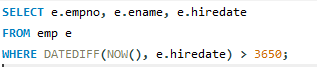 SELECT e.empno, e.ename, e.hiredate
FROM emp e
WHERE DATEDIFF(NOW(), e.hiredate) > 3650;